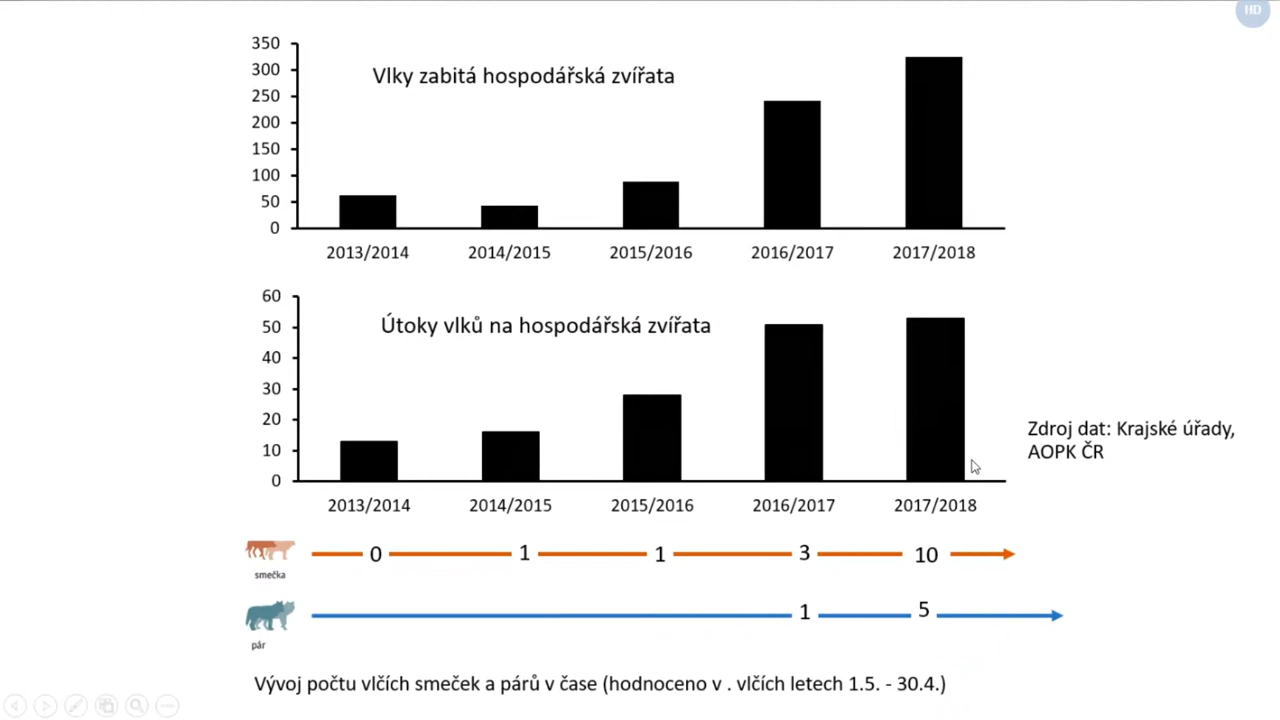 HD
Vlky zabitá hospodářská zvířata
350
300
250
200
150
100
50
0
2013/2014 2014/2015 2015/2016 2016/2017 2017/2018
Útoky vlků na hospodářská zvířata
60
50
40
30
20
10
0
2013/2014 2014/2015 2015/2016 2016/2017 2017/2018
Zdroj dat: Krajské úřady,
AOPK ČR
0 1 1 3 10
smečka
1 5
pár
Vývoj počtu vlčích smeček a párů v čase (hodnoceno v . vlčích letech 1.5. - 30.4.)